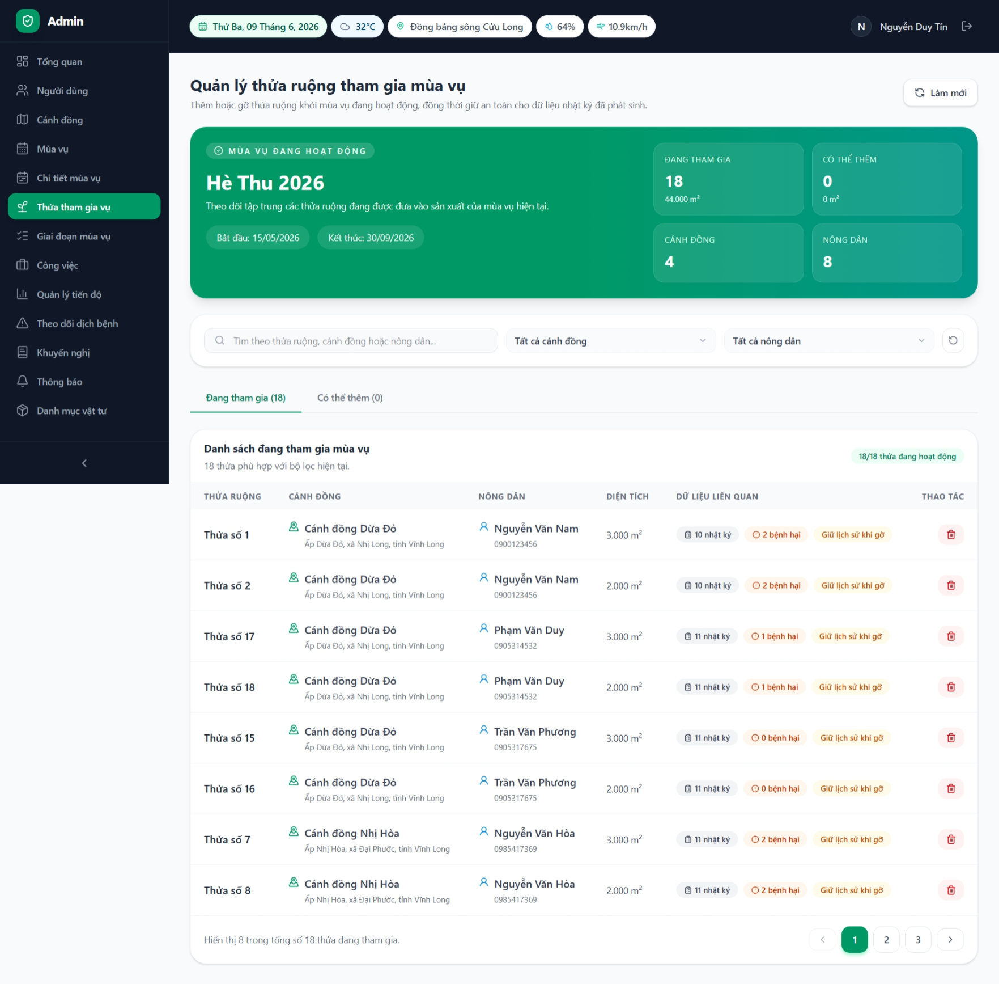 Admin
Thứ Ba, 09 Tháng 6, 2026
32°C
Đồng bằng sông Cửu Long
64%
10.9km/h
N
Nguyễn Duy Tín
Tổng quan
Người dùng
Cánh đồng
Mùa vụ
Chi tiết mùa vụ
Thửa tham gia vụ
Giai đoạn mùa vụ
Công việc
Quản lý tiến độ
Theo dõi dịch bệnh
Khuyến nghị
Thông báo
Danh mục vật tư
Quản lý thửa ruộng tham gia mùa vụ
Thêm hoặc gỡ thửa ruộng khỏi mùa vụ đang hoạt động, đồng thời giữ an toàn cho dữ liệu nhật ký đã phát sinh.
Làm mới
MÙA VỤ ĐANG HOẠT ĐỘNG
Hè Thu 2026
Theo dõi tập trung các thửa ruộng đang được đưa vào sản xuất của mùa vụ hiện tại.
Bắt đầu: 15/05/2026
Kết thúc: 30/09/2026
ĐANG THAM GIA
18
44.000 m²
CÓ THỂ THÊM
0
0 m²
CÁNH ĐỒNG
4
NÔNG DÂN
8
Tìm theo thửa ruộng, cánh đồng hoặc nông dân...
Tất cả cánh đồng
Tất cả nông dân
Đang tham gia (18)
Có thể thêm (0)
Danh sách đang tham gia mùa vụ
18 thửa phù hợp với bộ lọc hiện tại.
18/18 thửa đang hoạt động
THỬA RUỘNG CÁNH ĐỒNG NÔNG DÂN DIỆN TÍCH DỮ LIỆU LIÊN QUAN THAO TÁC
Thửa số 1 Cánh đồng Dừa Đỏ Nguyễn Văn Nam 3.000 m² 10 nhật ký 2 bệnh hại Giữ lịch sử khi gỡ
Ấp Dừa Đỏ, xã Nhị Long, tỉnh Vĩnh Long 0900123456
Thửa số 2 Cánh đồng Dừa Đỏ Nguyễn Văn Nam 2.000 m² 10 nhật ký 2 bệnh hại Giữ lịch sử khi gỡ
Ấp Dừa Đỏ, xã Nhị Long, tỉnh Vĩnh Long 0900123456
Thửa số 17 Cánh đồng Dừa Đỏ Phạm Văn Duy 3.000 m² 11 nhật ký 1 bệnh hại Giữ lịch sử khi gỡ
Ấp Dừa Đỏ, xã Nhị Long, tỉnh Vĩnh Long 0905314532
Thửa số 18 Cánh đồng Dừa Đỏ Phạm Văn Duy 2.000 m² 11 nhật ký 1 bệnh hại Giữ lịch sử khi gỡ
Ấp Dừa Đỏ, xã Nhị Long, tỉnh Vĩnh Long 0905314532
Thửa số 15 Cánh đồng Dừa Đỏ Trần Văn Phương 3.000 m² 11 nhật ký 0 bệnh hại Giữ lịch sử khi gỡ
Ấp Dừa Đỏ, xã Nhị Long, tỉnh Vĩnh Long 0905317675
Thửa số 16 Cánh đồng Dừa Đỏ Trần Văn Phương 2.000 m² 11 nhật ký 0 bệnh hại Giữ lịch sử khi gỡ
Ấp Dừa Đỏ, xã Nhị Long, tỉnh Vĩnh Long 0905317675
Thửa số 7 Cánh đồng Nhị Hòa Nguyễn Văn Hòa 3.000 m² 11 nhật ký 2 bệnh hại Giữ lịch sử khi gỡ
Ấp Nhị Hòa, xã Đại Phước, tỉnh Vĩnh Long 0985417369
Thửa số 8 Cánh đồng Nhị Hòa Nguyễn Văn Hòa 2.000 m² 11 nhật ký 2 bệnh hại Giữ lịch sử khi gỡ
Ấp Nhị Hòa, xã Đại Phước, tỉnh Vĩnh Long 0985417369
Hiển thị 8 trong tổng số 18 thửa đang tham gia.
1 2 3